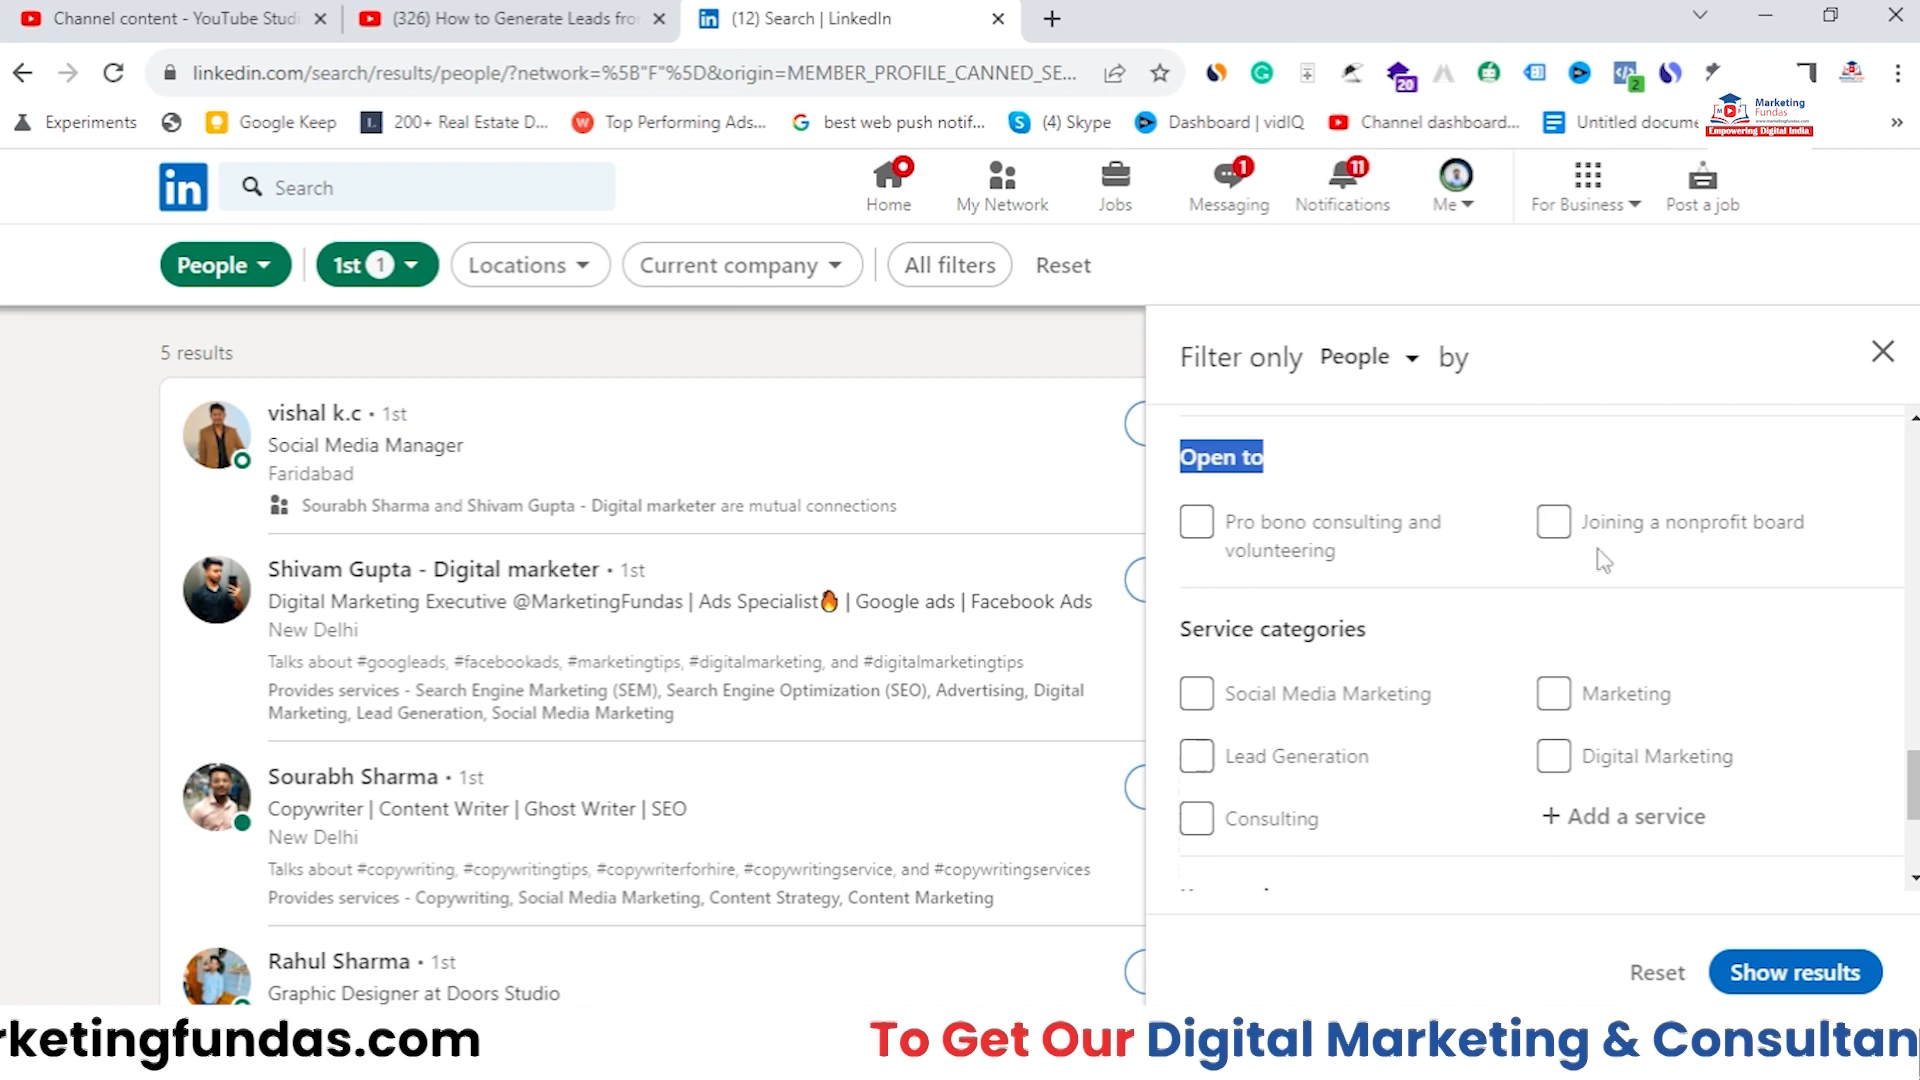 Channel content - YouTube Studi
(326) How to Generate Leads fro
(12) Search | LinkedIn
linkedin.com/search/results/people/?network=%5B"F"%5D&origin=MEMBER_PROFILE_CANNED_SE...
20
2
Experiments
Google Keep
200+ Real Estate D...
Top Performing Ads...
best web push notif...
(4) Skype
Dashboard | vidIQ
Channel dashboard...
Untitled docume
Marketing
Fundas
Empowering Digital India
»
in
Search
Home
My Network
Jobs
1
Messaging
11
Notifications
Me
For Business
Post a job
People
1st 1
Locations
Current company
All filters
Reset
5 results
vishal k.c • 1st
Social Media Manager
Faridabad
Sourabh Sharma and Shivam Gupta - Digital marketer are mutual connections
Shivam Gupta - Digital marketer • 1st
Digital Marketing Executive @MarketingFundas | Ads Specialist🔥 | Google ads | Facebook Ads
New Delhi
Talks about #googleads, #facebookads, #marketingtips, #digitalmarketing, and #digitalmarketingtips
Provides services - Search Engine Marketing (SEM), Search Engine Optimization (SEO), Advertising, Digital
Marketing, Lead Generation, Social Media Marketing
Sourabh Sharma • 1st
Copywriter | Content Writer | Ghost Writer | SEO
New Delhi
Talks about #copywriting, #copywritingtips, #copywriterforhire, #copywritingservice, and #copywritingservices
Provides services - Copywriting, Social Media Marketing, Content Strategy, Content Marketing
Rahul Sharma • 1st
Graphic Designer at Doors Studio
Filter only People by
Open to
Pro bono consulting and
volunteering
Joining a nonprofit board
Service categories
Social Media Marketing
Marketing
Lead Generation
Digital Marketing
Consulting
+ Add a service
Reset
Show results
rketingfundas.com
To Get Our Digital Marketing & Consultan